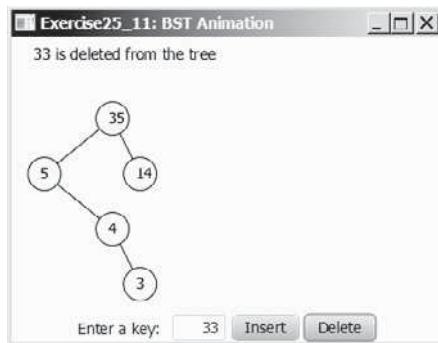 Exercise25_11: BST Animation
33 is deleted from the tree
35
5 14
4
3
Enter a key: 33 Insert Delete